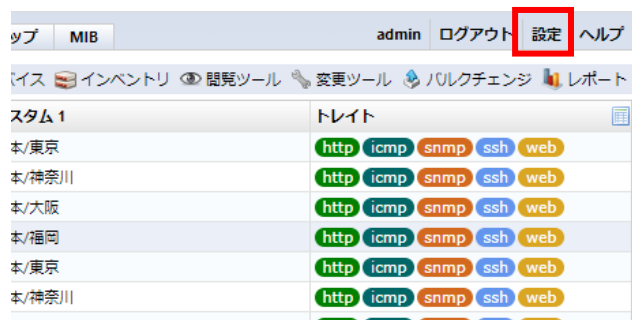 ップ MIB admin ログアウト 設定 ヘルプ
バイス インベントリ 閲覧ツール 変更ツール バルクチェンジ レポート
スタム 1 トレイト
本/東京 http icmp snmp ssh web
本/神奈川 http icmp snmp ssh web
本/大阪 http icmp snmp ssh web
本/福岡 http icmp snmp ssh web
本/東京 http icmp snmp ssh web
本/神奈川 http icmp snmp ssh web